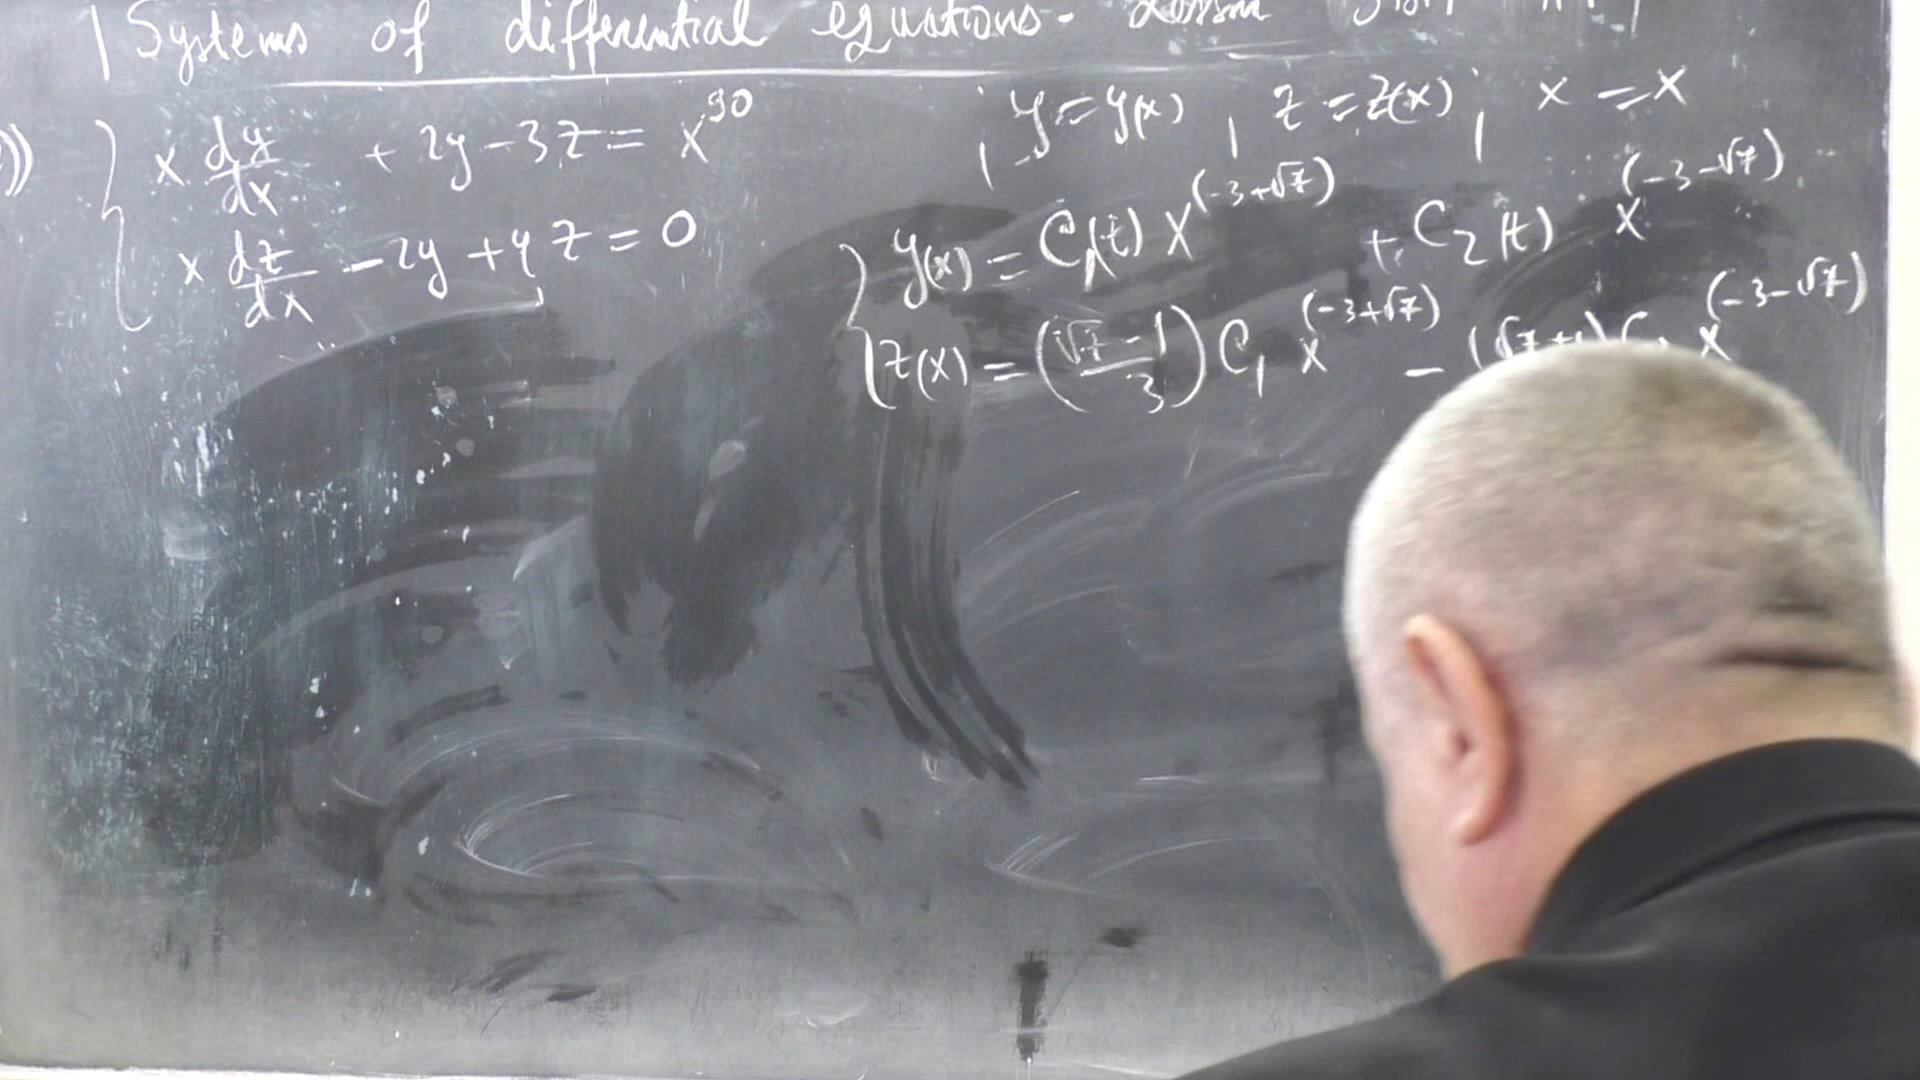 Systems of differential equations.
x dy/dx + 2y - 3z = x^90 , y = y(x) , z = z(x) , x = x
x dz/dx - 2y + 4z = 0
y(x) = C1(t) x^(-3+√7) + C2(t) x^(-3-√7)
z(x) = (√7-1 / 3) C1 x^(-3+√7) - x^(-3-√7)